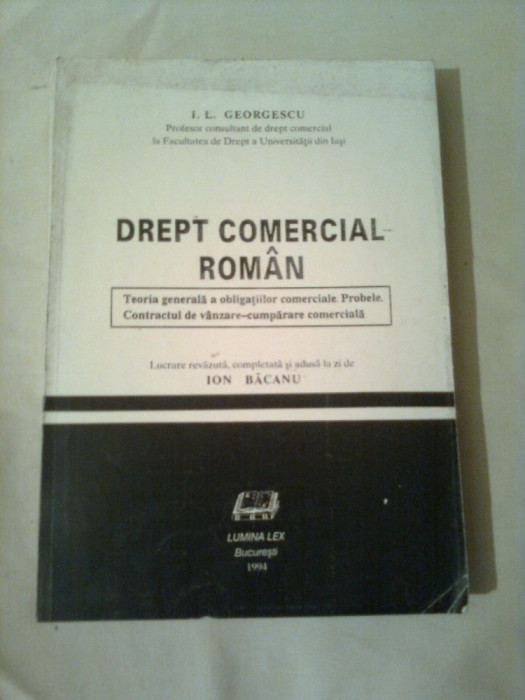 I. L. GEORGESCU
Profesor consultant de drept comercial
la Facultatea de Drept a Universității din Iași
DREPT COMERCIAL
ROMÂN
Teoria generală a obligațiilor comerciale. Probele.
Contractul de vânzare-cumpărare comercială
Lucrare revăzută, completată și adusă la zi de
ION BĂCANU
LUMINA LEX
București
1994